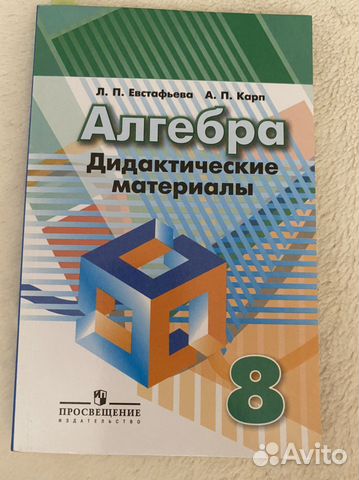 Л. П. Евстафьева А. П. Карп
Алгебра
Дидактические
материалы
8
ПРОСВЕЩЕНИЕ
ИЗДАТЕЛЬСТВО
Avito